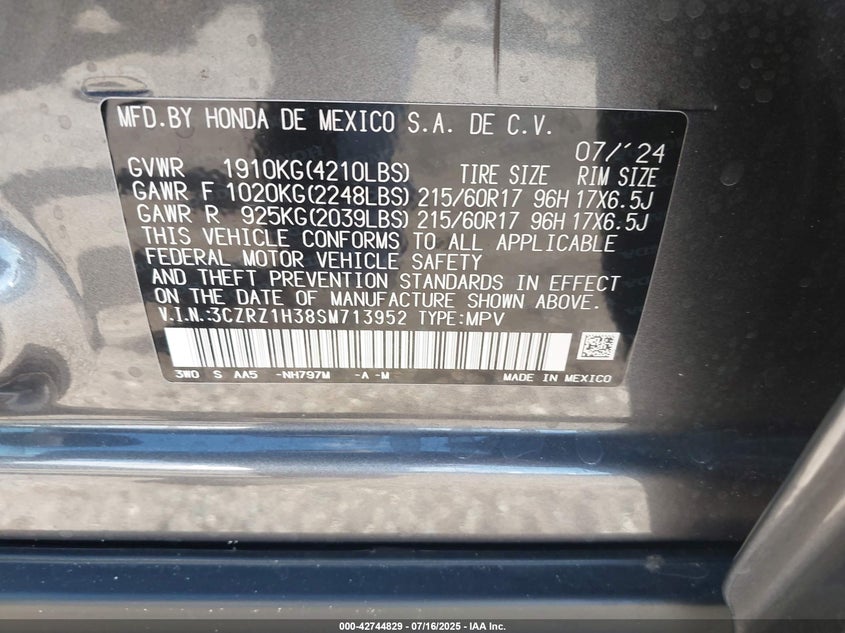 MFD.BY HONDA DE MEXICO S.A. DE C.V.
07/'24
GVWR 1910KG(4210LBS) TIRE SIZE RIM SIZE
GAWR F 1020KG(2248LBS) 215/60R17 96H 17X6.5J
GAWR R 925KG(2039LBS) 215/60R17 96H 17X6.5J
THIS VEHICLE CONFORMS TO ALL APPLICABLE
FEDERAL MOTOR VEHICLE SAFETY
AND THEFT PREVENTION STANDARDS IN EFFECT
ON THE DATE OF MANUFACTURE SHOWN ABOVE.
V.I.N.:3CZRZ1H38SM713952 TYPE:MPV
3W0 S AA5 -NH797M -A -M MADE IN MEXICO
000-42744829 / 07/16/2025 - IAA Inc.